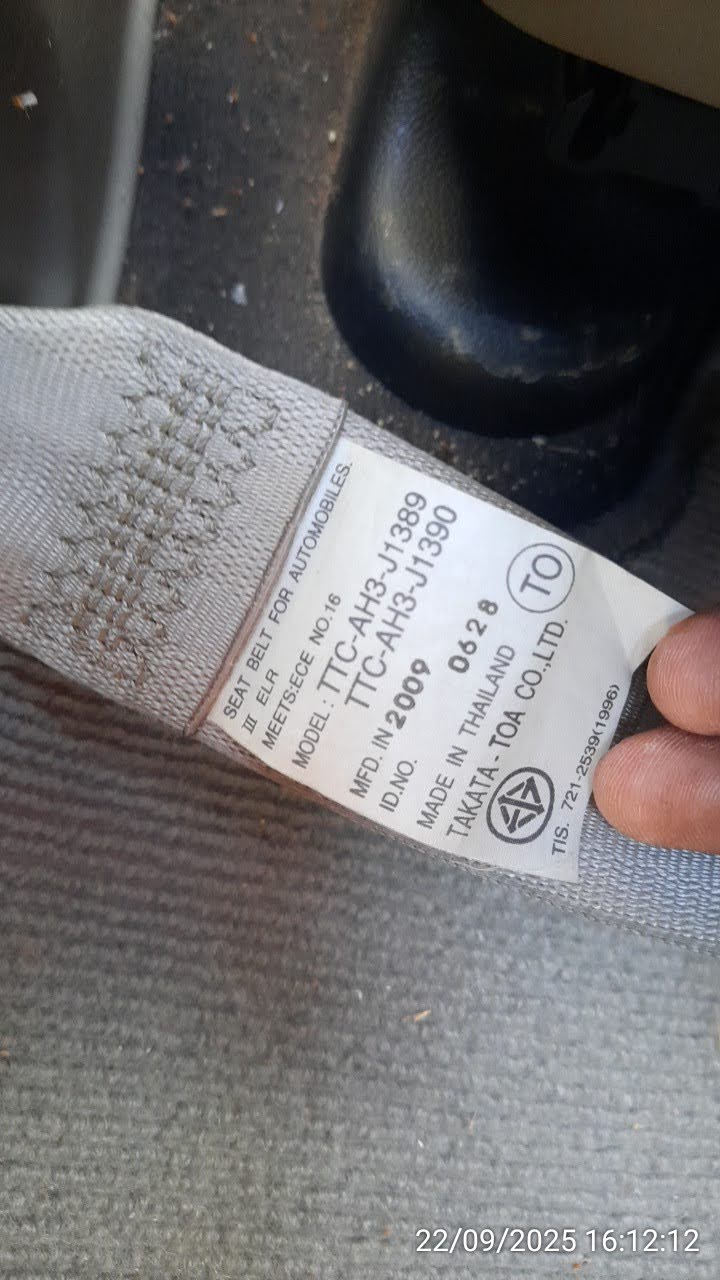 SEAT BELT FOR AUTOMOBILES.
III ELR
MEETS:ECE NO.16
MODEL : TTC-AH3-J1389
TTC-AH3-J1390
MFD. IN 2009
ID.NO. 0628
MADE IN THAILAND
TAKATA - TOA CO.,LTD.
TO
TIS. 721-2539(1996)
22/09/2025 16:12:12